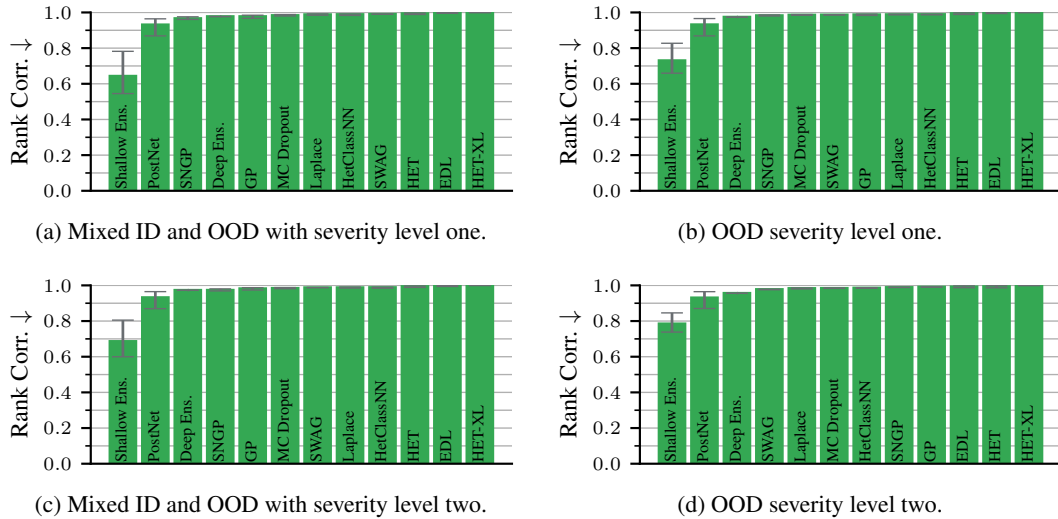 Rank Corr. ↓
1.0
0.8
0.6
0.4
0.2
0.0
Shallow Ens.
PostNet
SNGP
Deep Ens.
GP
MC Dropout
Laplace
HetClassNN
SWAG
HET
EDL
HET-XL
(a) Mixed ID and OOD with severity level one.
Rank Corr. ↓
1.0
0.8
0.6
0.4
0.2
0.0
Shallow Ens.
PostNet
Deep Ens.
SNGP
MC Dropout
SWAG
GP
Laplace
HetClassNN
HET
EDL
HET-XL
(b) OOD severity level one.
Rank Corr. ↓
1.0
0.8
0.6
0.4
0.2
0.0
Shallow Ens.
PostNet
Deep Ens.
SNGP
GP
MC Dropout
SWAG
Laplace
HetClassNN
HET
EDL
HET-XL
(c) Mixed ID and OOD with severity level two.
Rank Corr. ↓
1.0
0.8
0.6
0.4
0.2
0.0
Shallow Ens.
PostNet
Deep Ens.
SWAG
Laplace
MC Dropout
HetClassNN
SNGP
GP
EDL
HET
HET-XL
(d) OOD severity level two.